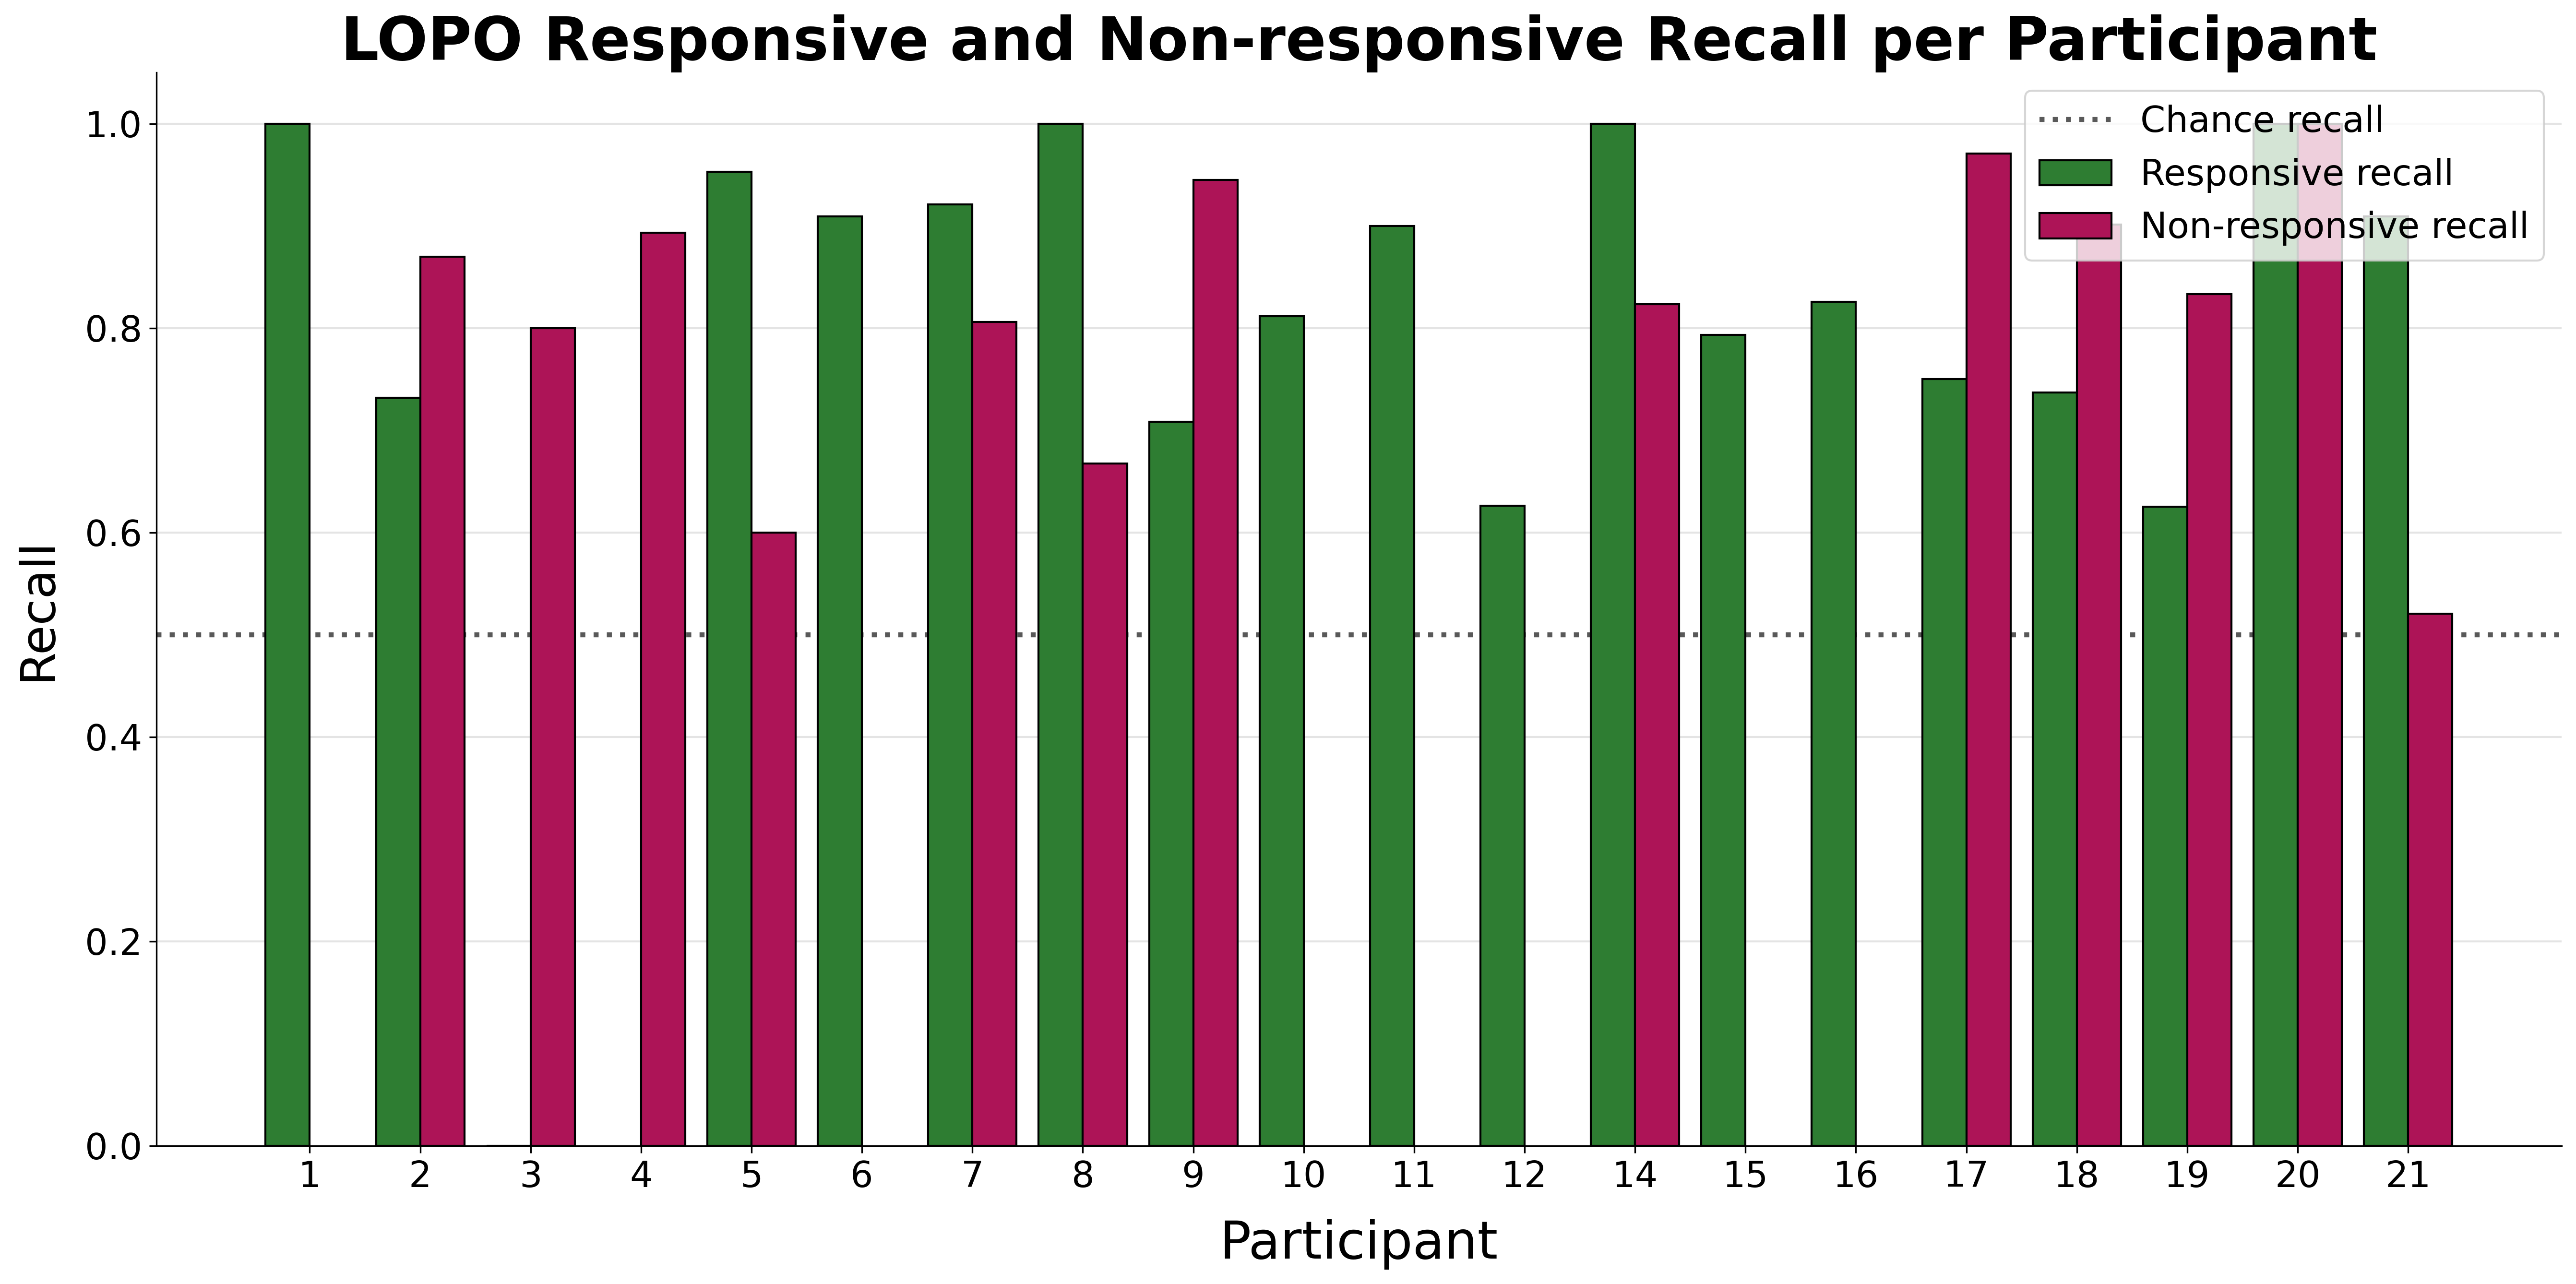 LOPO Responsive and Non-responsive Recall per Participant
Chance recall
Responsive recall
Non-responsive recall
1.0
0.8
0.6
0.4
0.2
0.0
Recall
1 2 3 4 5 6 7 8 9 10 11 12 14 15 16 17 18 19 20 21
Participant